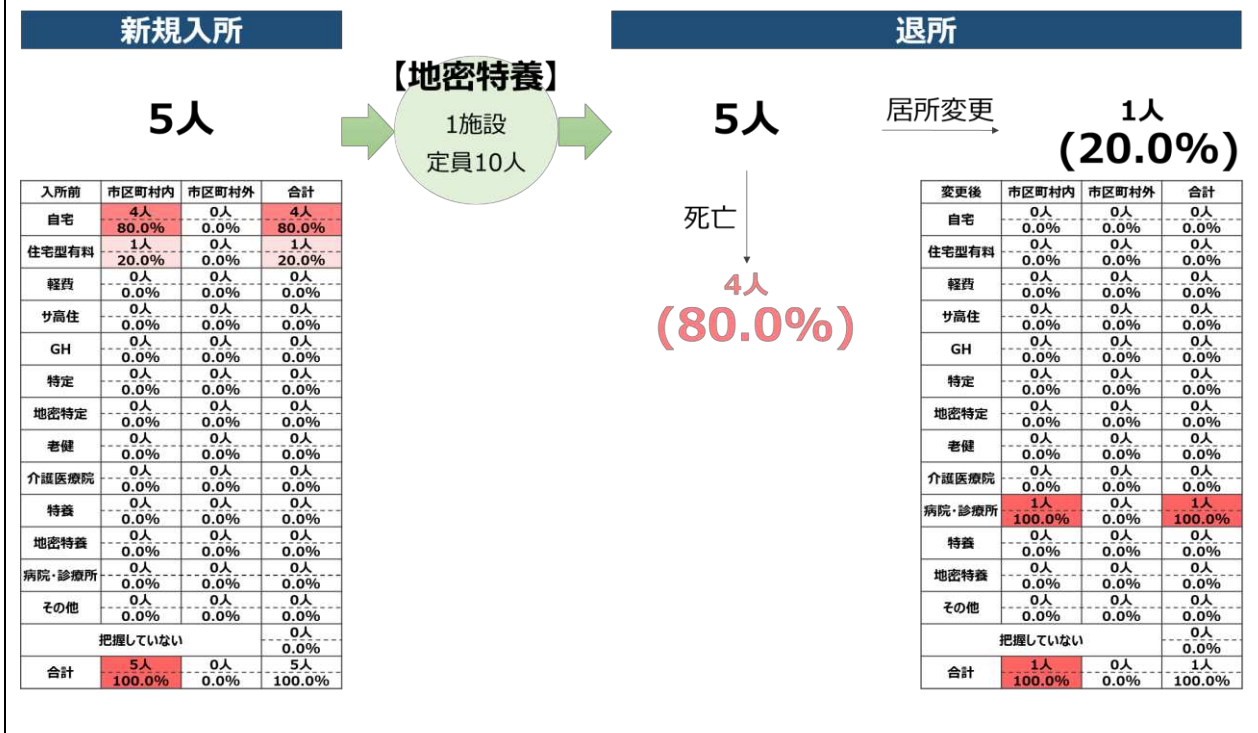 新規入所
退所
【地密特養】
1施設
定員10人
5人
5人
居所変更
1人
(20.0%)
死亡
4人
(80.0%)
入所前 市区町村内 市区町村外 合計
自宅 4人 0人 4人
80.0% 0.0% 80.0%
住宅型有料 1人 0人 1人
20.0% 0.0% 20.0%
軽費 0人 0人 0人
0.0% 0.0% 0.0%
サ高住 0人 0人 0人
0.0% 0.0% 0.0%
GH 0人 0人 0人
0.0% 0.0% 0.0%
特定 0人 0人 0人
0.0% 0.0% 0.0%
地密特定 0人 0人 0人
0.0% 0.0% 0.0%
老健 0人 0人 0人
0.0% 0.0% 0.0%
介護医療院 0人 0人 0人
0.0% 0.0% 0.0%
特養 0人 0人 0人
0.0% 0.0% 0.0%
地密特養 0人 0人 0人
0.0% 0.0% 0.0%
病院・診療所 0人 0人 0人
0.0% 0.0% 0.0%
その他 0人 0人 0人
0.0% 0.0% 0.0%
把握していない 0人
0.0%
合計 5人 0人 5人
100.0% 0.0% 100.0%
変更後 市区町村内 市区町村外 合計
自宅 0人 0人 0人
0.0% 0.0% 0.0%
住宅型有料 0人 0人 0人
0.0% 0.0% 0.0%
軽費 0人 0人 0人
0.0% 0.0% 0.0%
サ高住 0人 0人 0人
0.0% 0.0% 0.0%
GH 0人 0人 0人
0.0% 0.0% 0.0%
特定 0人 0人 0人
0.0% 0.0% 0.0%
地密特定 0人 0人 0人
0.0% 0.0% 0.0%
老健 0人 0人 0人
0.0% 0.0% 0.0%
介護医療院 0人 0人 0人
0.0% 0.0% 0.0%
病院・診療所 1人 0人 1人
100.0% 0.0% 100.0%
特養 0人 0人 0人
0.0% 0.0% 0.0%
地密特養 0人 0人 0人
0.0% 0.0% 0.0%
その他 0人 0人 0人
0.0% 0.0% 0.0%
把握していない 0人
0.0%
合計 1人 0人 1人
100.0% 0.0% 100.0%